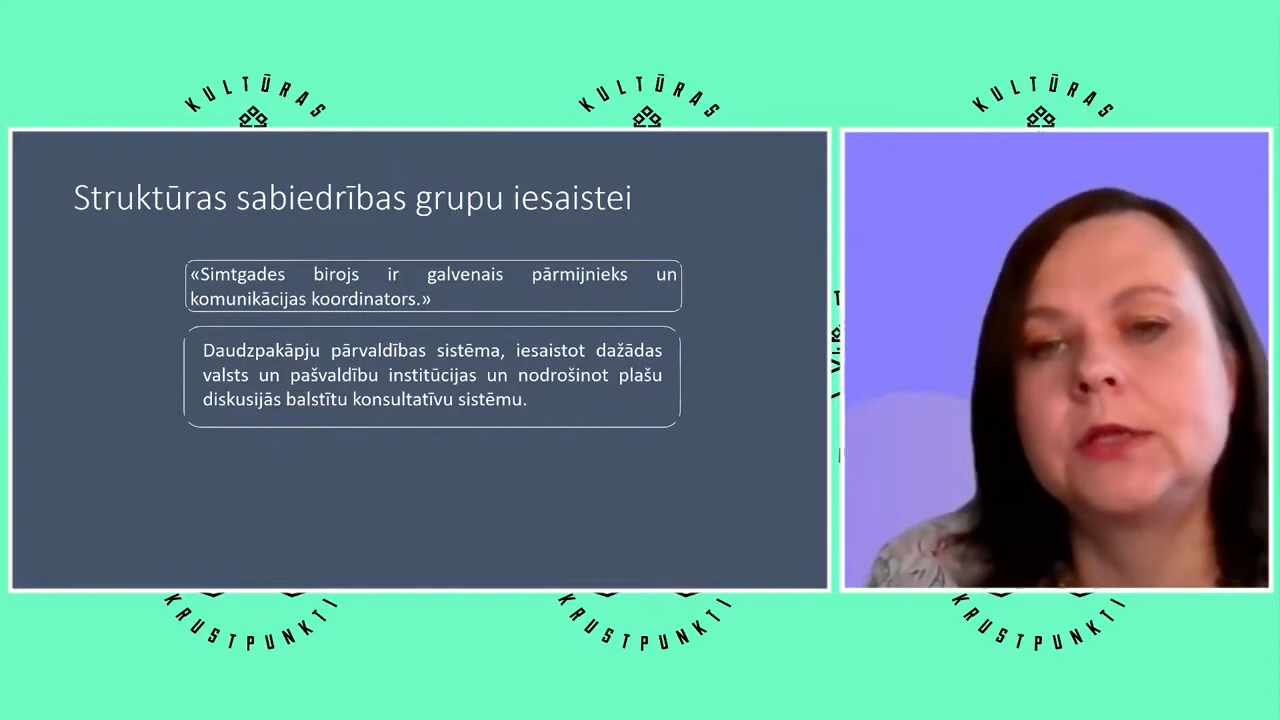 KULTŪRAS
KULTŪRAS
KULTŪRAS
Struktūras sabiedrības grupu iesaistei
«Simtgades birojs ir galvenais pārmijnieks un
komunikācijas koordinators.»
Daudzpakāpju pārvaldības sistēma, iesaistot dažādas
valsts un pašvaldību institūcijas un nodrošinot plašu
diskusijās balstītu konsultatīvu sistēmu.
KRUSTPUNKTI
KRUSTPUNKTI
KRUSTPUNKTI